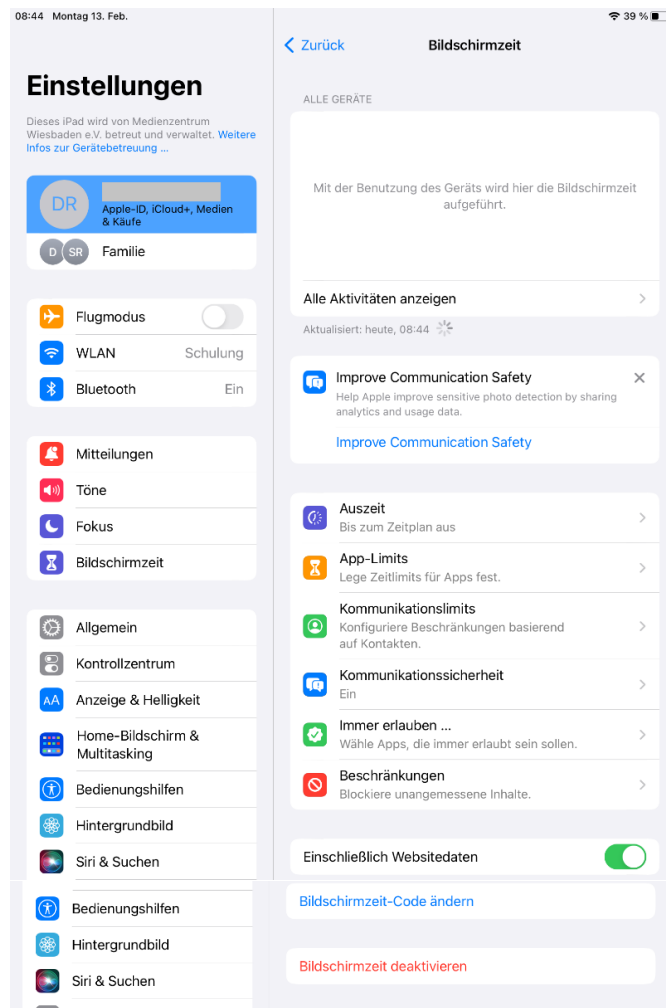 08:44 Montag 13. Feb.
39 %
Einstellungen
Dieses iPad wird von Medienzentrum
Wiesbaden e.V. betreut und verwaltet. Weitere
Infos zur Gerätebetreuung ...
DR
Apple-ID, iCloud+, Medien
& Käufe
D SR Familie
Flugmodus
WLAN Schulung
Bluetooth Ein
Mitteilungen
Töne
Fokus
Bildschirmzeit
Allgemein
Kontrollzentrum
AA Anzeige & Helligkeit
Home-Bildschirm &
Multitasking
Bedienungshilfen
Hintergrundbild
Siri & Suchen
Bedienungshilfen
Hintergrundbild
Siri & Suchen
Zurück
Bildschirmzeit
ALLE GERÄTE
Mit der Benutzung des Geräts wird hier die Bildschirmzeit
aufgeführt.
Alle Aktivitäten anzeigen
Aktualisiert: heute, 08:44
Improve Communication Safety
Help Apple improve sensitive photo detection by sharing
analytics and usage data.
Improve Communication Safety
Auszeit
Bis zum Zeitplan aus
App-Limits
Lege Zeitlimits für Apps fest.
Kommunikationslimits
Konfiguriere Beschränkungen basierend
auf Kontakten.
Kommunikationssicherheit
Ein
Immer erlauben ...
Wähle Apps, die immer erlaubt sein sollen.
Beschränkungen
Blockiere unangemessene Inhalte.
Einschließlich Websitedaten
Bildschirmzeit-Code ändern
Bildschirmzeit deaktivieren